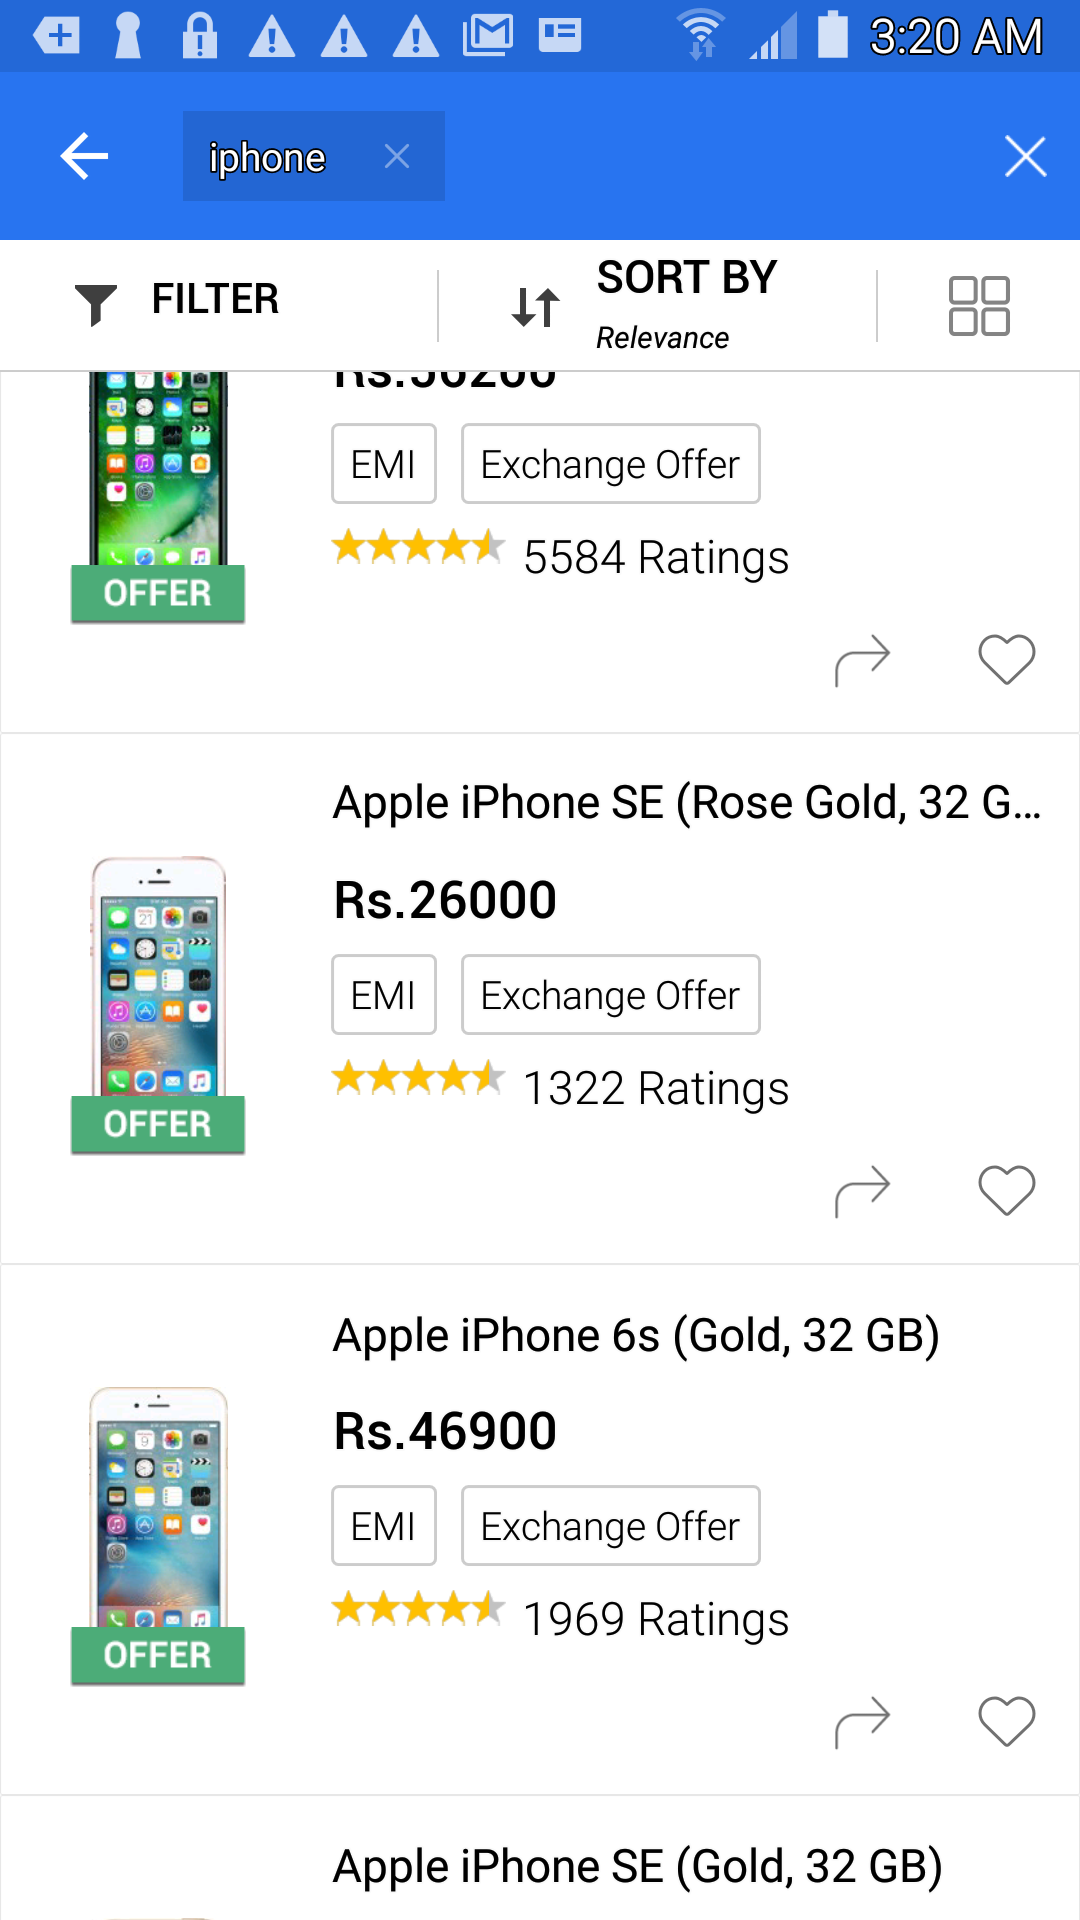 3:20 AM
iphone
FILTER
SORT BY
Relevance
EMI
Exchange Offer
5584 Ratings
OFFER
Apple iPhone SE (Rose Gold, 32 G...
Rs.26000
EMI
Exchange Offer
1322 Ratings
OFFER
Apple iPhone 6s (Gold, 32 GB)
Rs.46900
EMI
Exchange Offer
1969 Ratings
OFFER
Apple iPhone SE (Gold, 32 GB)